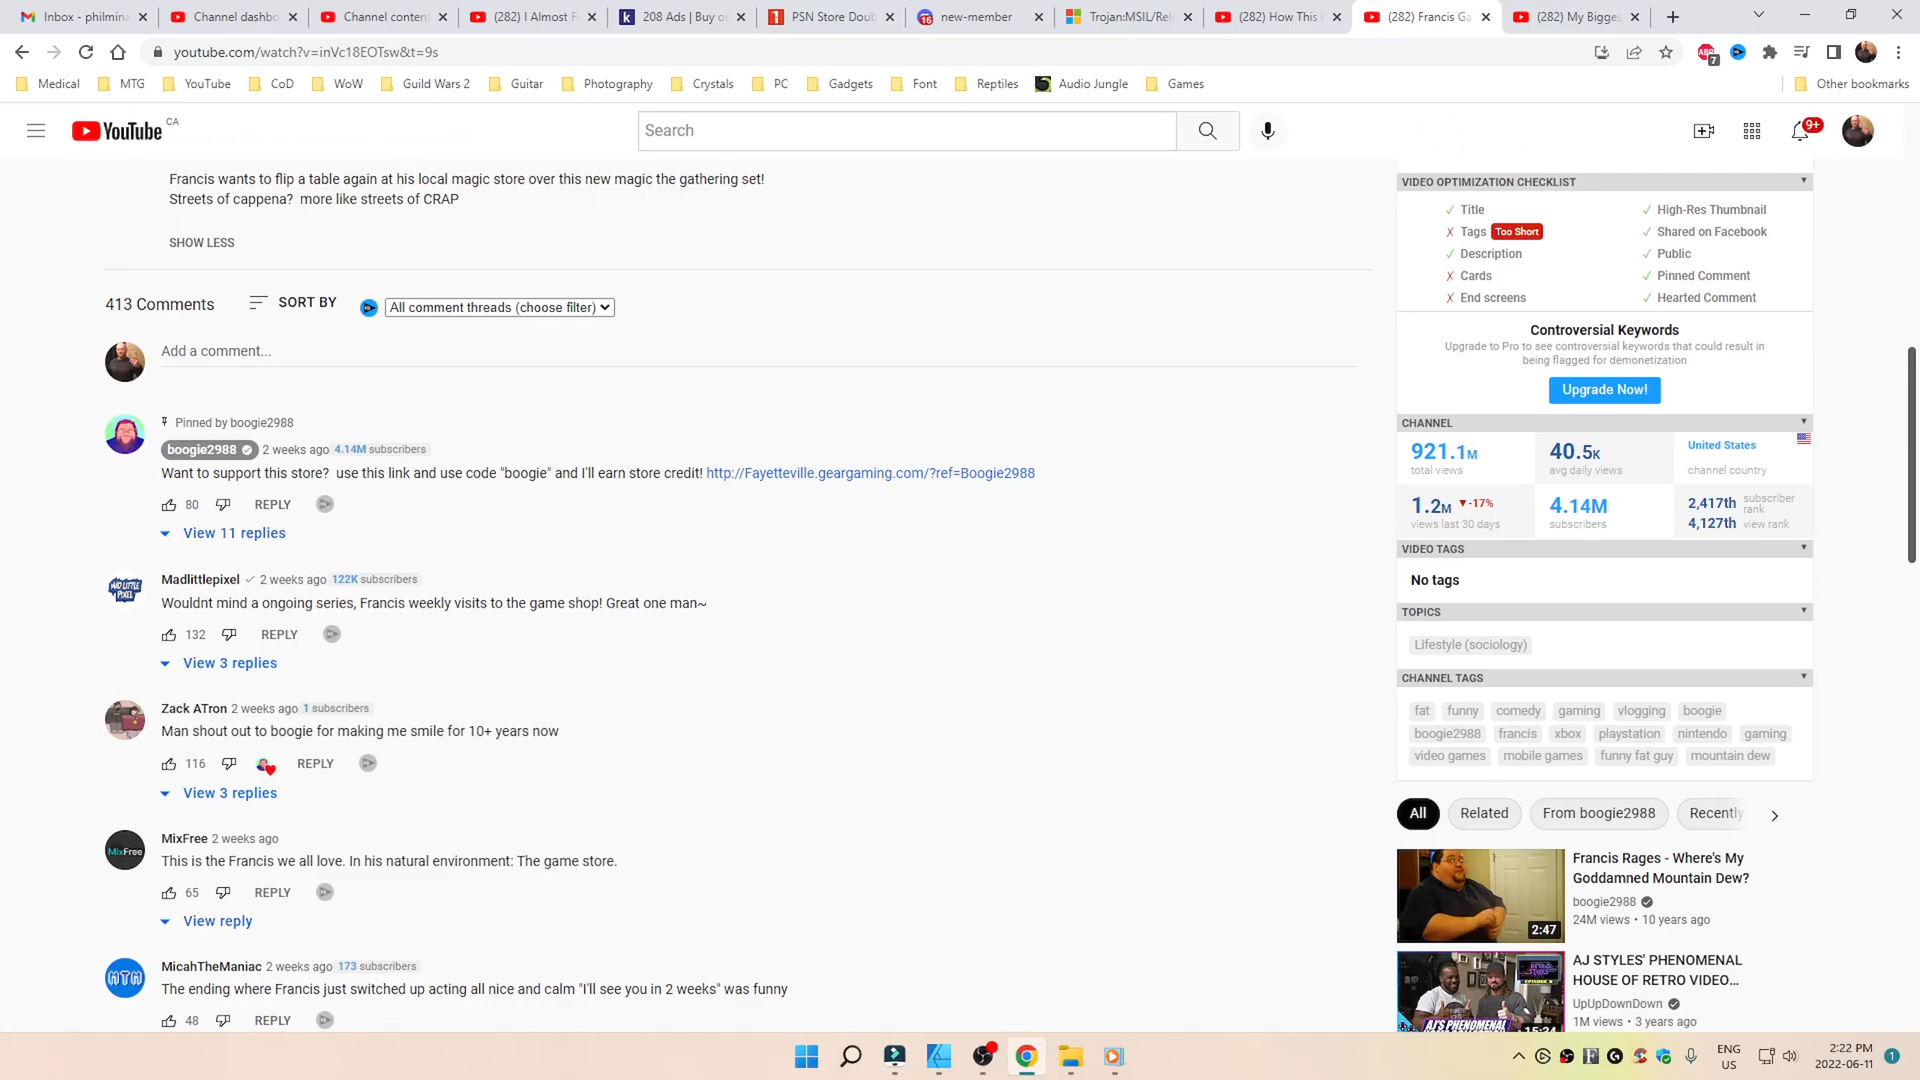 Inbox - philmina
Channel dashbo
Channel content
(282) I Almost F
208 Ads | Buy o
PSN Store Doub
new-member
Trojan:MSIL/Rel
(282) How This
(282) Francis Ga
(282) My Bigges
youtube.com/watch?v=inVc18EOTsw&t=9s
Medical
MTG
YouTube
CoD
WoW
Guild Wars 2
Guitar
Photography
Crystals
PC
Gadgets
Font
Reptiles
Audio Jungle
Games
Other bookmarks
YouTube CA
Search
9+
Francis wants to flip a table again at his local magic store over this new magic the gathering set!
Streets of cappena? more like streets of CRAP
SHOW LESS
413 Comments
SORT BY
All comment threads (choose filter)
Add a comment...
Pinned by boogie2988
boogie2988 2 weeks ago 4.14M subscribers
Want to support this store? use this link and use code "boogie" and I'll earn store credit! http://Fayetteville.geargaming.com/?ref=Boogie2988
80 REPLY
View 11 replies
Madlittlepixel 2 weeks ago 122K subscribers
Wouldnt mind a ongoing series, Francis weekly visits to the game shop! Great one man~
132 REPLY
View 3 replies
Zack ATron 2 weeks ago 1 subscribers
Man shout out to boogie for making me smile for 10+ years now
116 REPLY
View 3 replies
MixFree 2 weeks ago
This is the Francis we all love. In his natural environment: The game store.
65 REPLY
View reply
MicahTheManiac 2 weeks ago 173 subscribers
The ending where Francis just switched up acting all nice and calm "I'll see you in 2 weeks" was funny
48 REPLY
VIDEO OPTIMIZATION CHECKLIST
Title
High-Res Thumbnail
Tags Too Short
Shared on Facebook
Description
Public
Cards
Pinned Comment
End screens
Hearted Comment
Controversial Keywords
Upgrade to Pro to see controversial keywords that could result in
being flagged for demonetization
Upgrade Now!
CHANNEL
921.1M
total views
40.5K
avg daily views
United States
channel country
1.2M -17%
views last 30 days
4.14M
subscribers
2,417th subscriber rank
4,127th view rank
VIDEO TAGS
No tags
TOPICS
Lifestyle (sociology)
CHANNEL TAGS
fat funny comedy gaming vlogging boogie
boogie2988 francis xbox playstation nintendo gaming
video games mobile games funny fat guy mountain dew
All
Related
From boogie2988
Recently
Francis Rages - Where's My
Goddamned Mountain Dew?
boogie2988
24M views • 10 years ago
2:47
AJ STYLES' PHENOMENAL
HOUSE OF RETRO VIDEO...
UpUpDownDown
1M views • 3 years ago
AJ'S PHENOMENAL
15:24
ENG
US
2:22 PM
2022-06-11
1